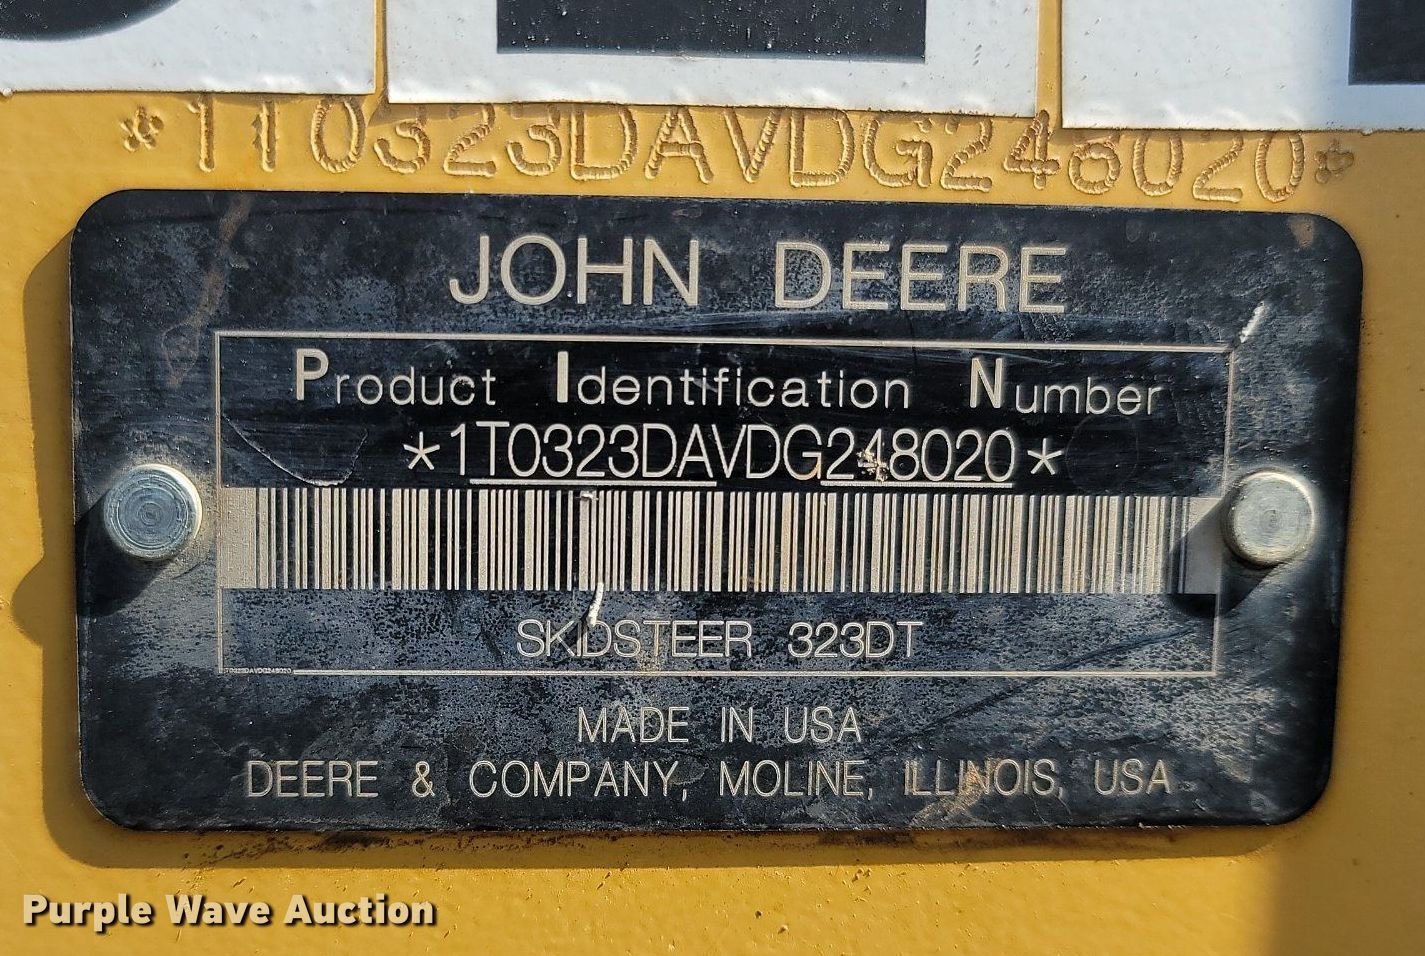 *1T0323DAVDG248020*
JOHN DEERE
Product Identification Number
*1T0323DAVDG248020*
SKIDSTEER 323DT
1T0323DAVDG248020
MADE IN USA
DEERE & COMPANY, MOLINE, ILLINOIS, USA
Purple Wave Auction